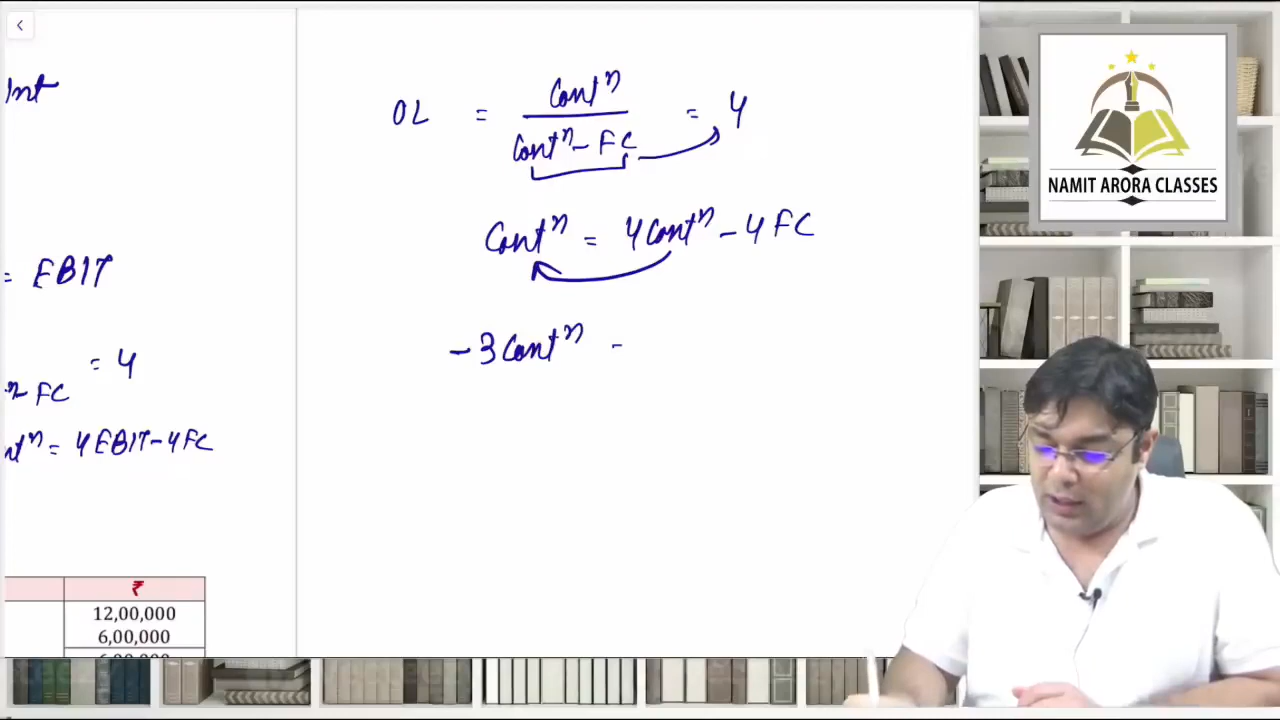 Int
= EBIT
= 4
FC
= 4EBIT-4FC
₹
12,00,000
6,00,000
OL = Contⁿ = 4
Contⁿ - FC
Contⁿ = 4Contⁿ - 4FC
-3Contⁿ =
NAMIT ARORA CLASSES